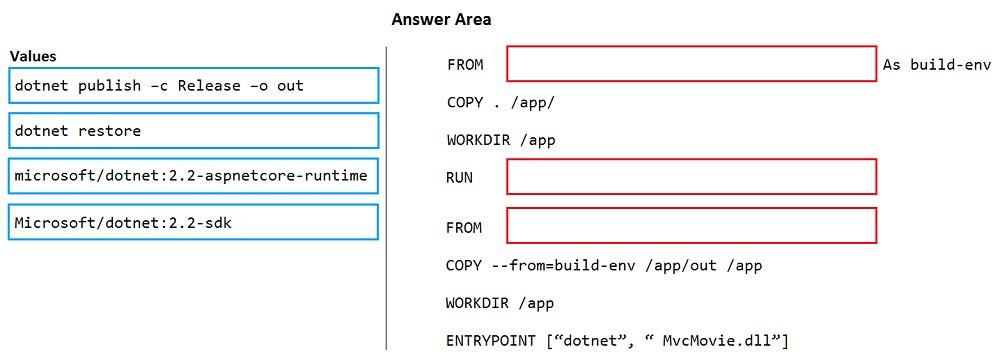 Answer Area
Values
dotnet publish –c Release –o out
dotnet restore
microsoft/dotnet:2.2-aspnetcore-runtime
Microsoft/dotnet:2.2-sdk
FROM As build-env
COPY . /app/
WORKDIR /app
RUN
FROM
COPY --from=build-env /app/out /app
WORKDIR /app
ENTRYPOINT [“dotnet”, “ MvcMovie.dll”]